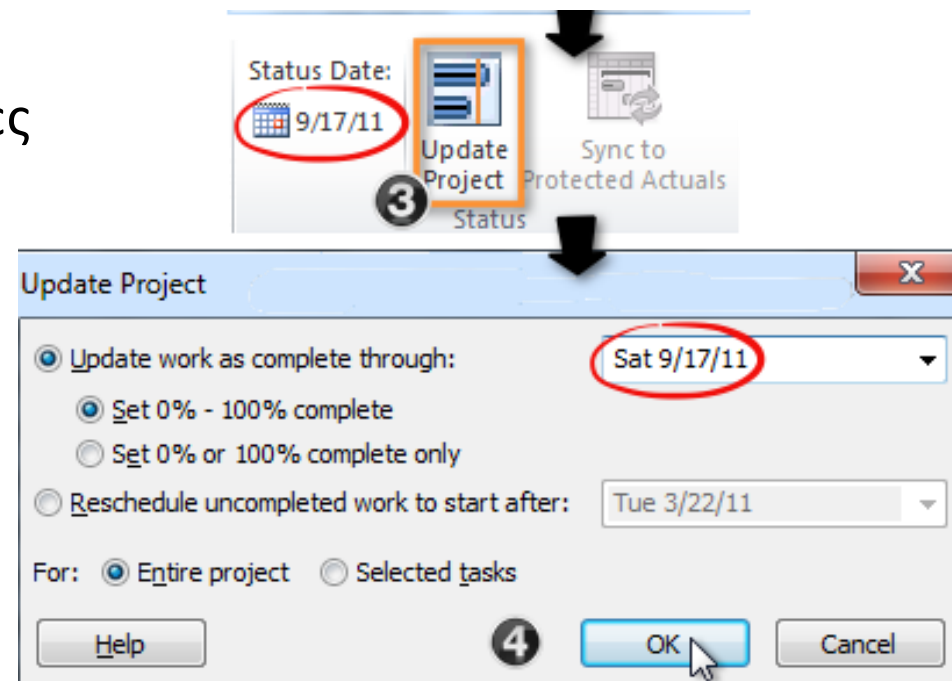 Status Date:
ες
9/17/11
Update
Project
Sync to
Protected Actuals
3
Status
Update Project
Update work as complete through:
Sat 9/17/11
Set 0% - 100% complete
Set 0% or 100% complete only
Reschedule uncompleted work to start after:
Tue 3/22/11
For: Entire project Selected tasks
Help
4
OK
Cancel